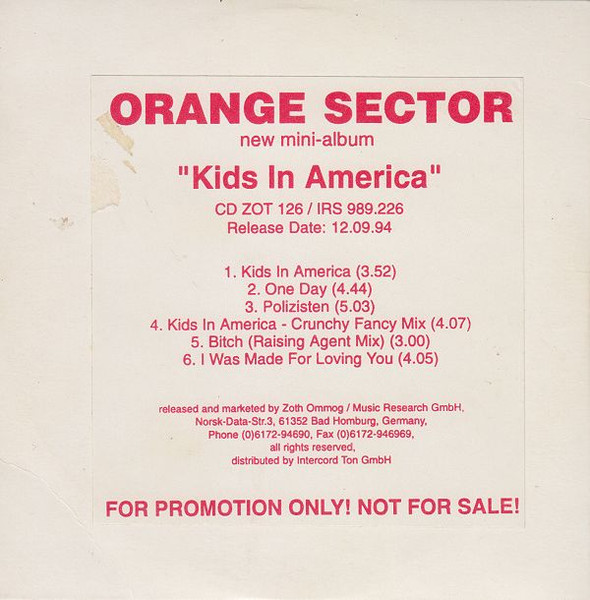 ORANGE SECTOR
new mini-album
"Kids In America"
CD ZOT 126 / IRS 989.226
Release Date: 12.09.94
1. Kids In America (3.52)
2. One Day (4.44)
3. Polizisten (5.03)
4. Kids In America - Crunchy Fancy Mix (4.07)
5. Bitch (Raising Agent Mix) (3.00)
6. I Was Made For Loving You (4.05)
released and marketed by Zoth Ommog / Music Research GmbH,
Norsk-Data-Str.3, 61352 Bad Homburg, Germany,
Phone (0)6172-94690, Fax (0)6172-946969,
all rights reserved,
distributed by Intercord Ton GmbH
FOR PROMOTION ONLY! NOT FOR SALE!